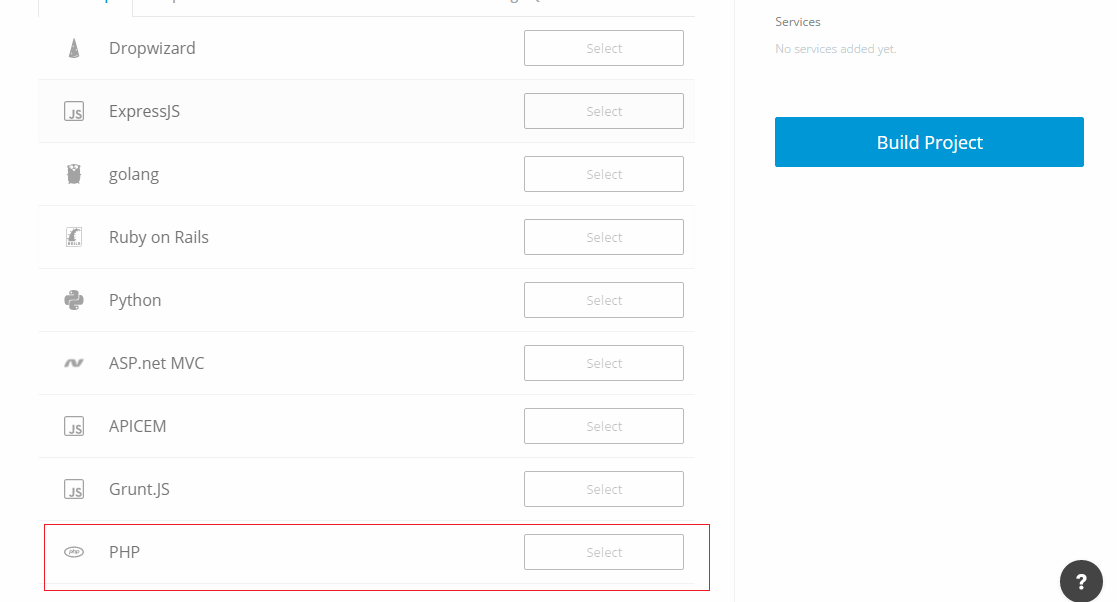 Dropwizard Select
JS ExpressJS Select
golang Select
Ruby on Rails Select
Python Select
ASP.net MVC Select
JS APICEM Select
JS Grunt.JS Select
php PHP Select
Services
No services added yet.
Build Project
?